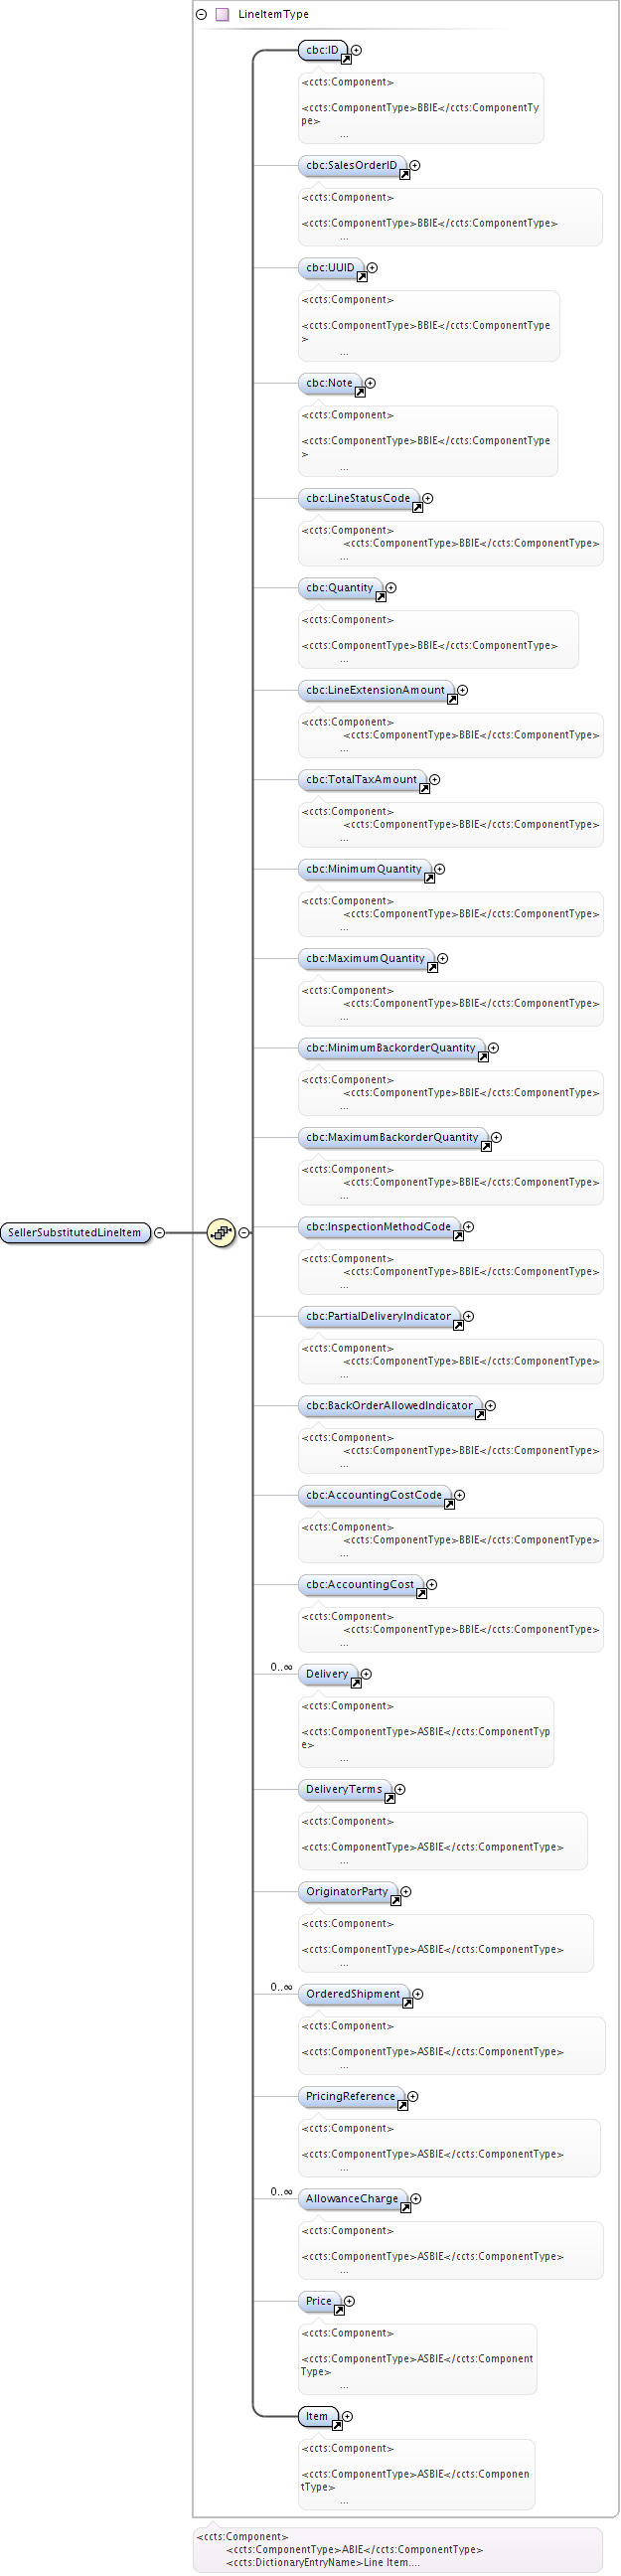 LineItemType
cbc:ID
<ccts:Component>
<ccts:ComponentType>BBIE</ccts:ComponentTy
pe>
...
cbc:SalesOrderID
<ccts:Component>
<ccts:ComponentType>BBIE</ccts:ComponentType>
...
cbc:UUID
<ccts:Component>
<ccts:ComponentType>BBIE</ccts:ComponentType
>
...
cbc:Note
<ccts:Component>
<ccts:ComponentType>BBIE</ccts:ComponentType
>
...
cbc:LineStatusCode
<ccts:Component>
<ccts:ComponentType>BBIE</ccts:ComponentType>
...
cbc:Quantity
<ccts:Component>
<ccts:ComponentType>BBIE</ccts:ComponentType>
...
cbc:LineExtensionAmount
<ccts:Component>
<ccts:ComponentType>BBIE</ccts:ComponentType>
...
cbc:TotalTaxAmount
<ccts:Component>
<ccts:ComponentType>BBIE</ccts:ComponentType>
...
cbc:MinimumQuantity
<ccts:Component>
<ccts:ComponentType>BBIE</ccts:ComponentType>
...
cbc:MaximumQuantity
<ccts:Component>
<ccts:ComponentType>BBIE</ccts:ComponentType>
...
cbc:MinimumBackorderQuantity
<ccts:Component>
<ccts:ComponentType>BBIE</ccts:ComponentType>
...
cbc:MaximumBackorderQuantity
<ccts:Component>
<ccts:ComponentType>BBIE</ccts:ComponentType>
...
SellerSubstitutedLineItem
cbc:InspectionMethodCode
<ccts:Component>
<ccts:ComponentType>BBIE</ccts:ComponentType>
...
cbc:PartialDeliveryIndicator
<ccts:Component>
<ccts:ComponentType>BBIE</ccts:ComponentType>
...
cbc:BackOrderAllowedIndicator
<ccts:Component>
<ccts:ComponentType>BBIE</ccts:ComponentType>
...
cbc:AccountingCostCode
<ccts:Component>
<ccts:ComponentType>BBIE</ccts:ComponentType>
...
cbc:AccountingCost
<ccts:Component>
<ccts:ComponentType>BBIE</ccts:ComponentType>
...
0..∞ Delivery
<ccts:Component>
<ccts:ComponentType>ASBIE</ccts:ComponentTyp
e>
...
DeliveryTerms
<ccts:Component>
<ccts:ComponentType>ASBIE</ccts:ComponentType>
...
OriginatorParty
<ccts:Component>
<ccts:ComponentType>ASBIE</ccts:ComponentType>
...
0..∞ OrderedShipment
<ccts:Component>
<ccts:ComponentType>ASBIE</ccts:ComponentType>
...
PricingReference
<ccts:Component>
<ccts:ComponentType>ASBIE</ccts:ComponentType>
...
0..∞ AllowanceCharge
<ccts:Component>
<ccts:ComponentType>ASBIE</ccts:ComponentType>
...
Price
<ccts:Component>
<ccts:ComponentType>ASBIE</ccts:Component
Type>
...
Item
<ccts:Component>
<ccts:ComponentType>ASBIE</ccts:Componen
tType>
...
<ccts:Component>
<ccts:ComponentType>ABIE</ccts:ComponentType>
<ccts:DictionaryEntryName>Line Item....